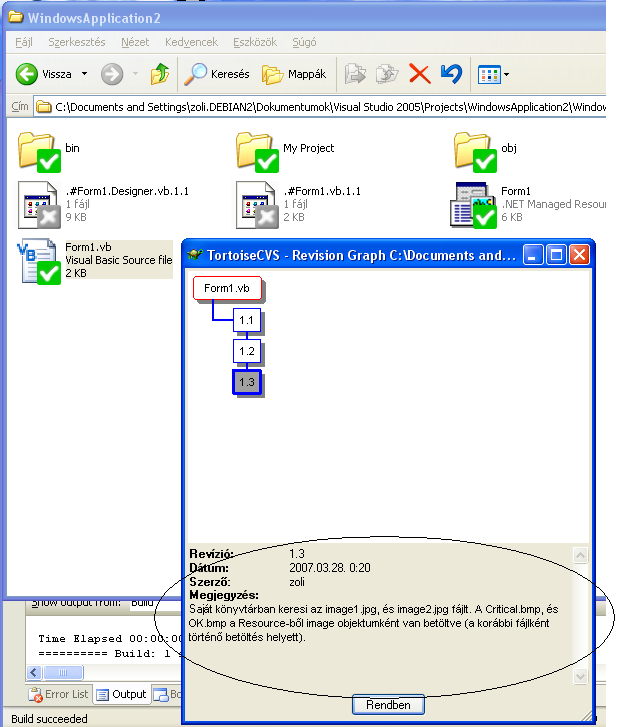 WindowsApplication2
Fájl Szerkesztés Nézet Kedvencek Eszközök Súgó
Vissza Keresés Mappák
Cím C:\Documents and Settings\zoli.DEBIAN2\Dokumentumok\Visual Studio 2005\Projects\WindowsApplication2\Windov
bin My Project obj
.#Form1.Designer.vb.1.1 .#Form1.vb.1.1 Form1
1 fájl 1 fájl .NET Managed Resou
9 KB 2 KB 6 KB
Form1.vb
Visual Basic Source file
2 KB
TortoiseCVS - Revision Graph C:\Documents and...
Form1.vb
1.1
1.2
1.3
Revízió: 1.3
Dátum: 2007.03.28. 0:20
Szerző: zoli
Megjegyzés:
Saját könyvtárban keresi az image1.jpg, és image2.jpg fájlt. A Critical.bmp, és
OK.bmp a Resource-ből image objektumként van betöltve (a korábbi fájlként
történő betöltés helyett).
Rendben
Show output from: Build
Time Elapsed 00:00:00
========== Build: 1 s
Error List Output Bo
Build succeeded